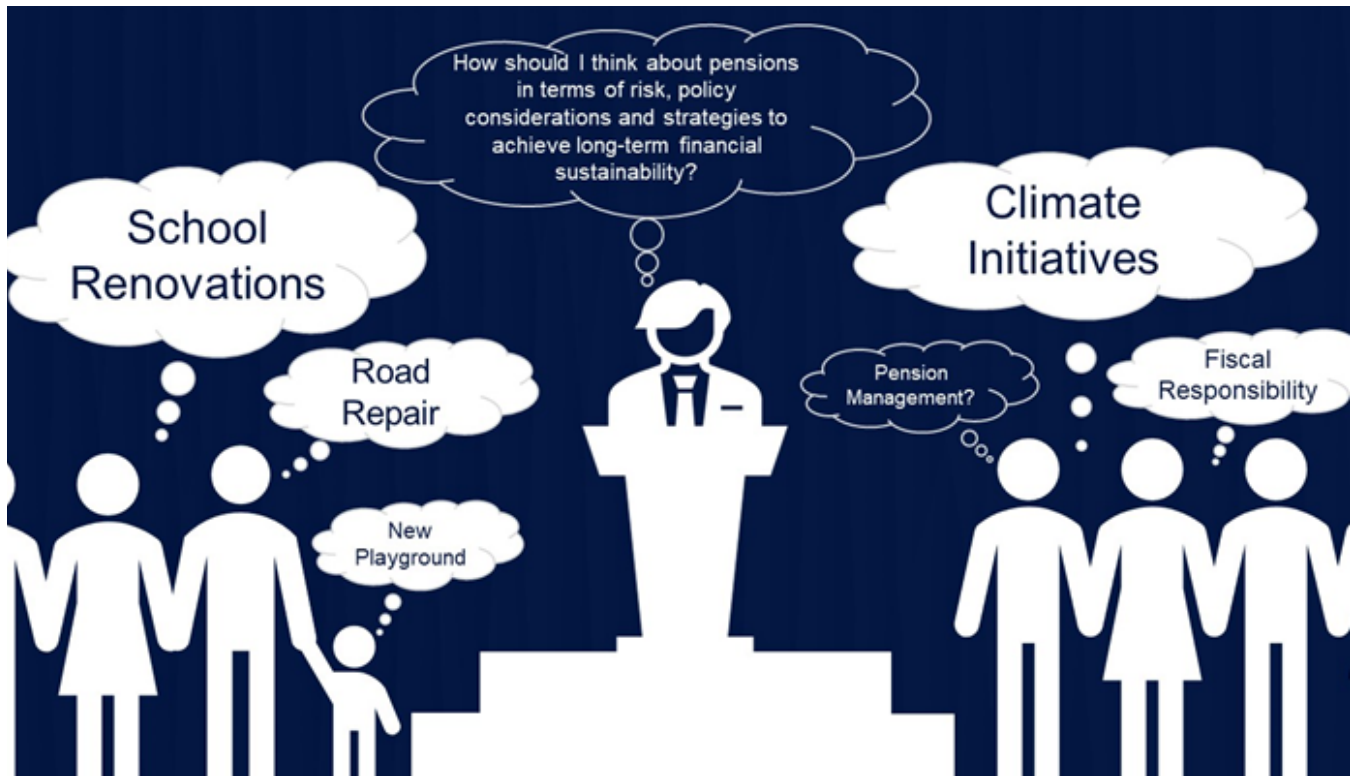 How should I think about pensions
in terms of risk, policy
considerations and strategies to
achieve long-term financial
sustainability?
School
Renovations
Climate
Initiatives
Road
Repair
Pension
Management?
Fiscal
Responsibility
New
Playground